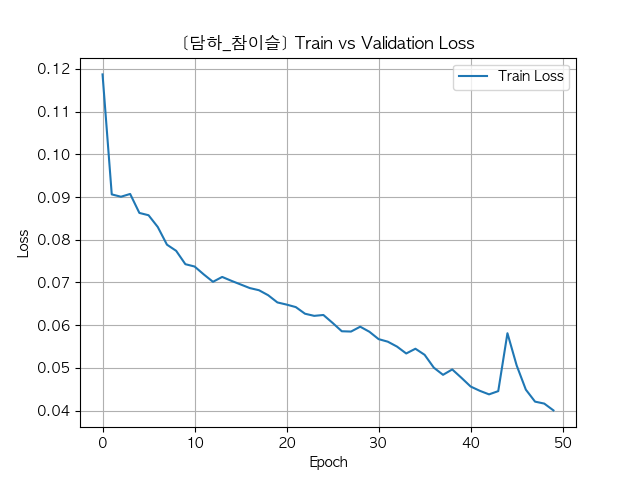 [담하_참이슬] Train vs Validation Loss
Train Loss
0.12
0.11
0.10
0.09
0.08
0.07
0.06
0.05
0.04
Loss
0 10 20 30 40 50
Epoch